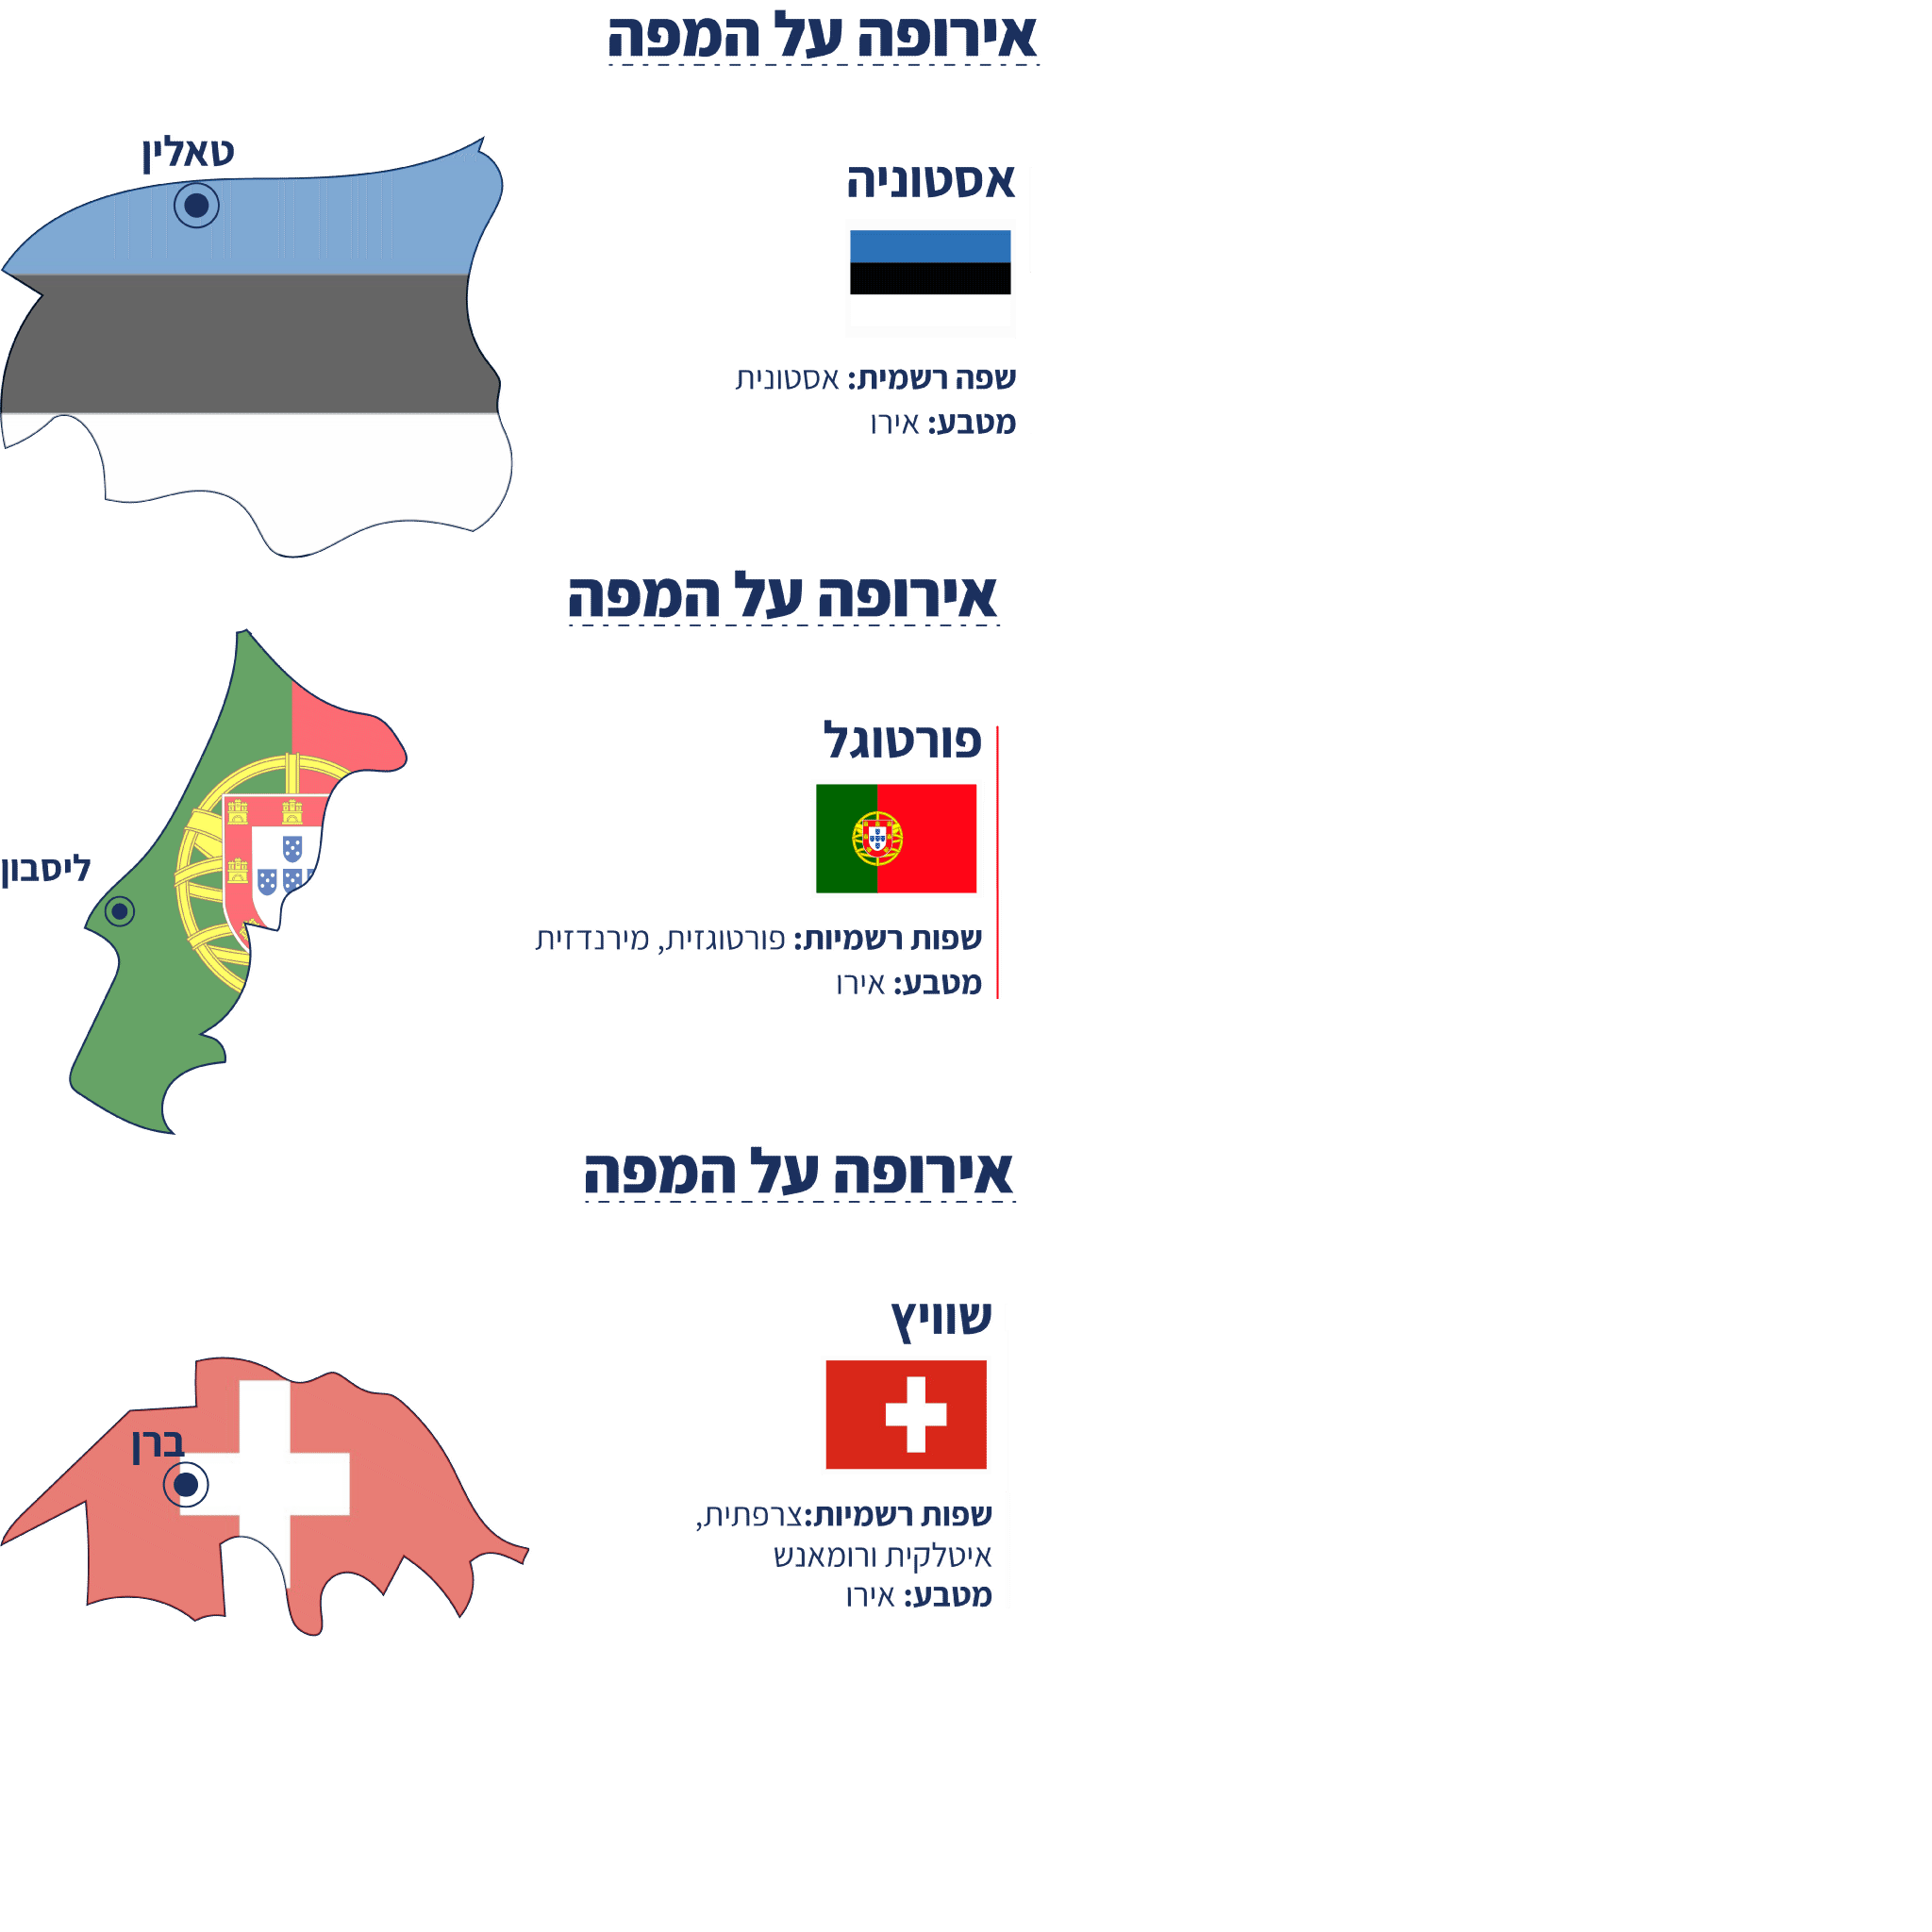 אירופה על המפה
טאלין
אסטוניה
שפה רשמית: אסטונית
מטבע: אירו
אירופה על המפה
פורטוגל
ליסבון
שפות רשמיות: פורטוגזית, מירנדזית
מטבע: אירו
אירופה על המפה
שוויץ
ברן
שפות רשמיות:צרפתית,
איטלקית ורומאנש
מטבע: אירו